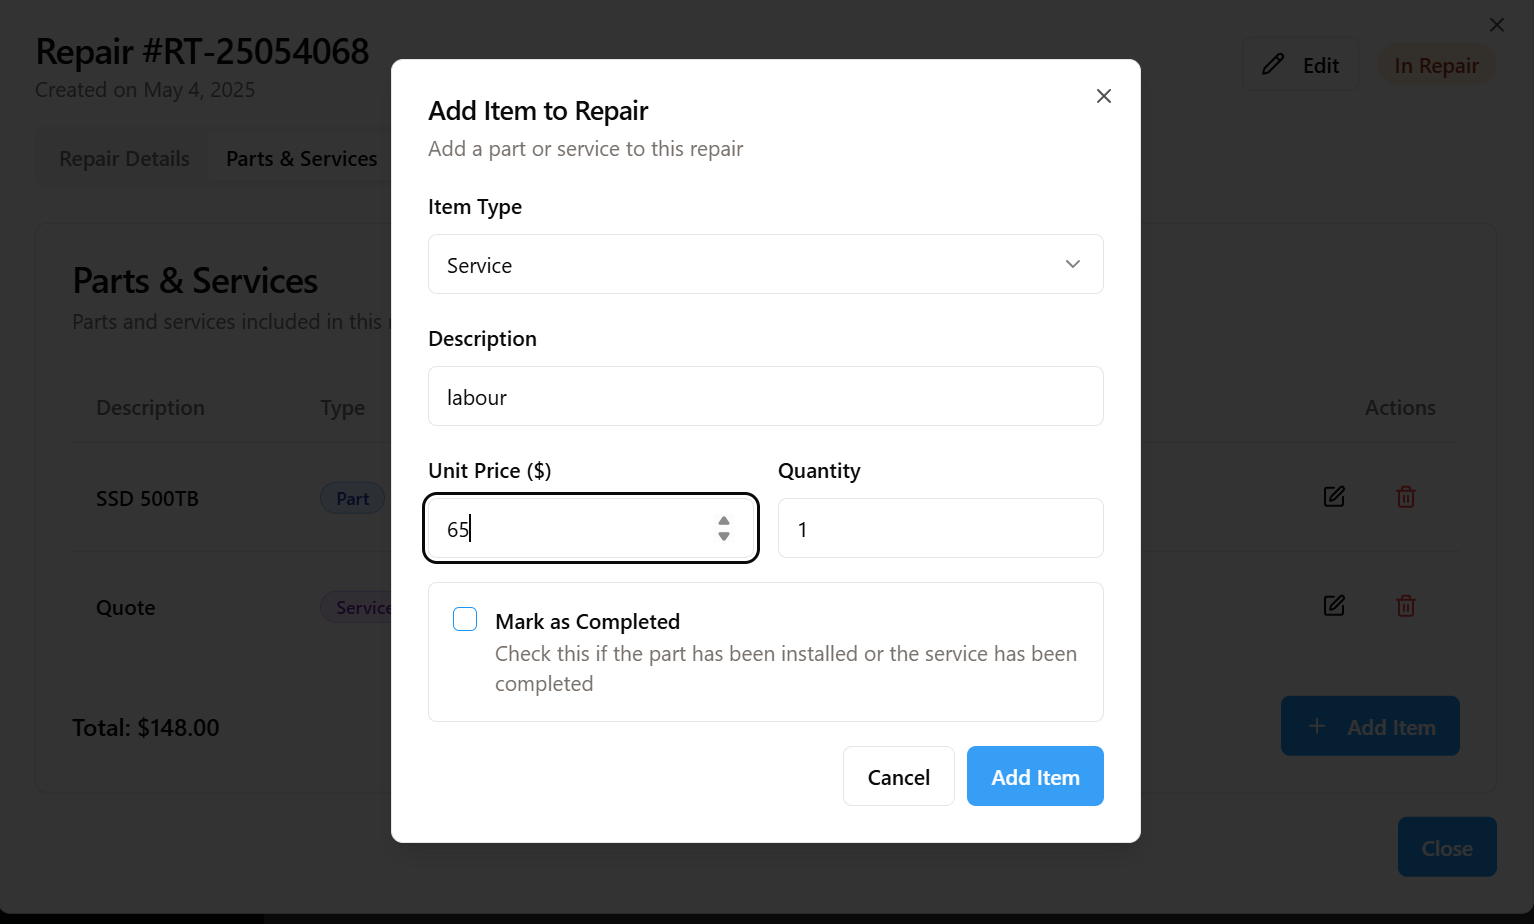 Repair #RT-25054068
Created on May 4, 2025
Edit
In Repair
Repair Details
Parts & Services
Parts & Services
Parts and services included in this
Description
Type
Actions
SSD 500TB
Part
Quote
Service
Total: $148.00
Add Item
Close
Add Item to Repair
Add a part or service to this repair
Item Type
Service
Description
labour
Unit Price ($)
Quantity
65
1
Mark as Completed
Check this if the part has been installed or the service has been
completed
Cancel
Add Item